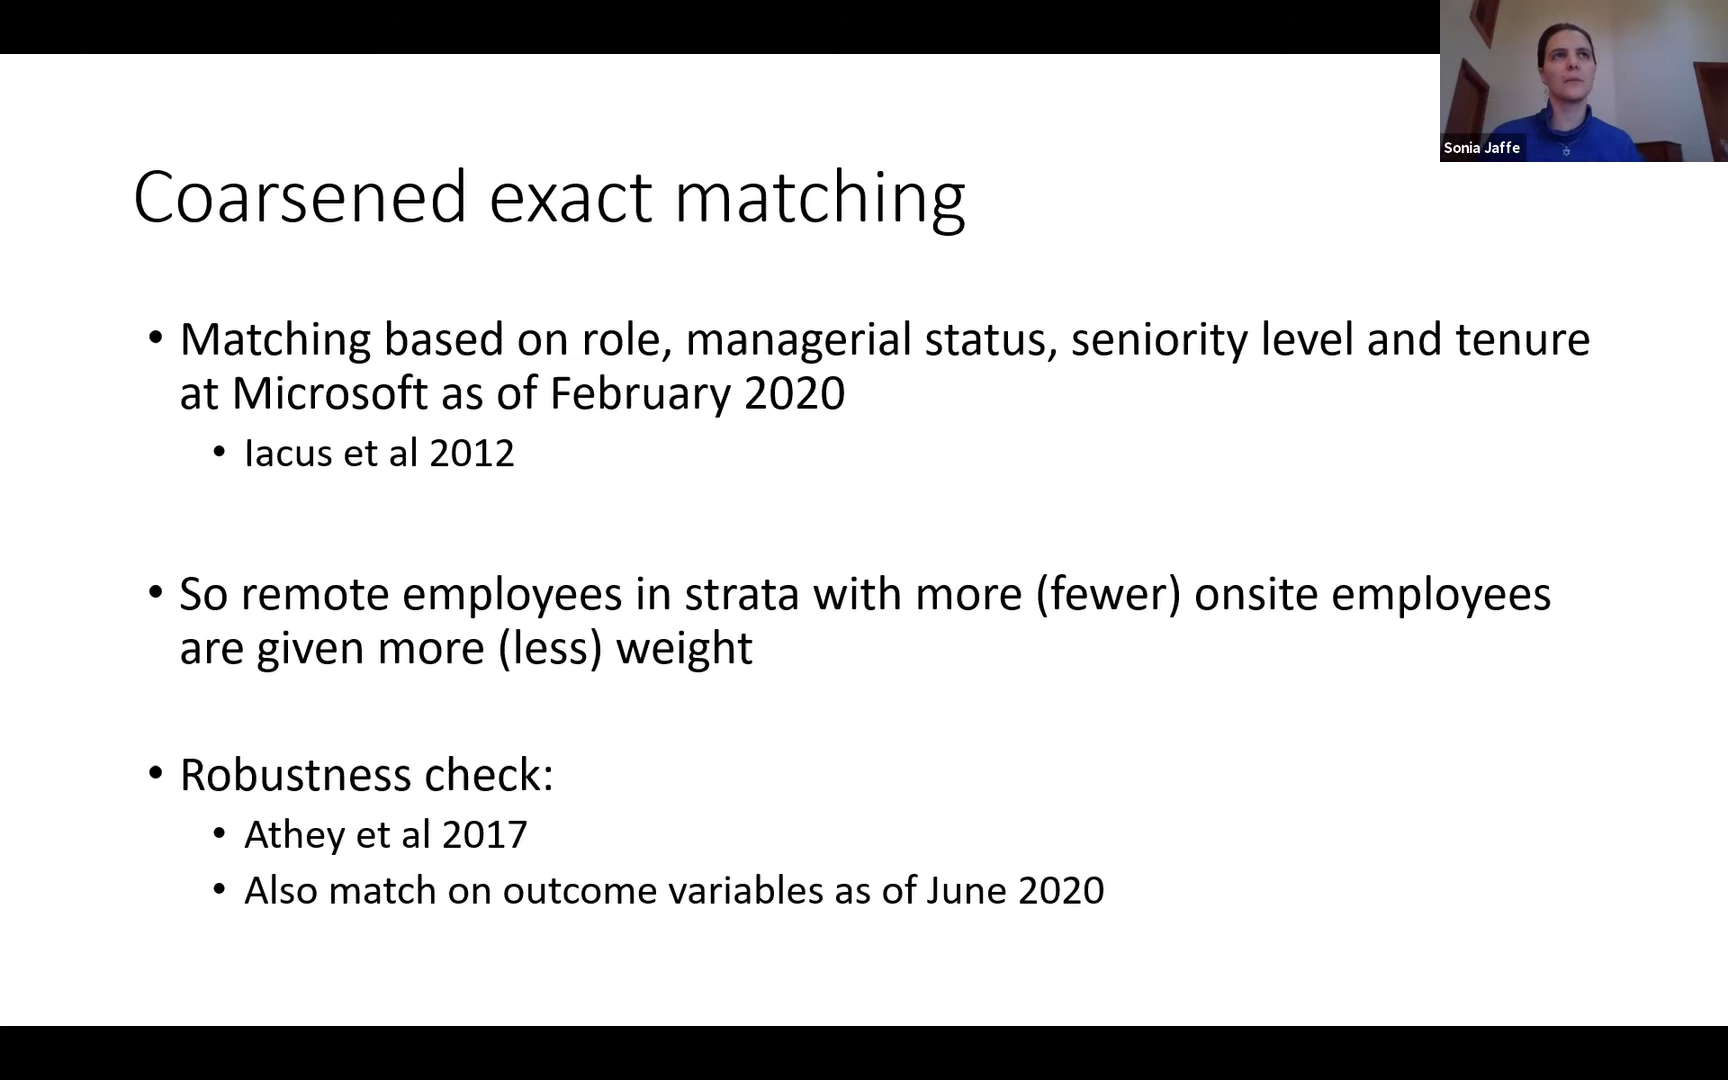 Sonia Jaffe
Coarsened exact matching
• Matching based on role, managerial status, seniority level and tenure
at Microsoft as of February 2020
• Iacus et al 2012
• So remote employees in strata with more (fewer) onsite employees
are given more (less) weight
• Robustness check:
• Athey et al 2017
• Also match on outcome variables as of June 2020